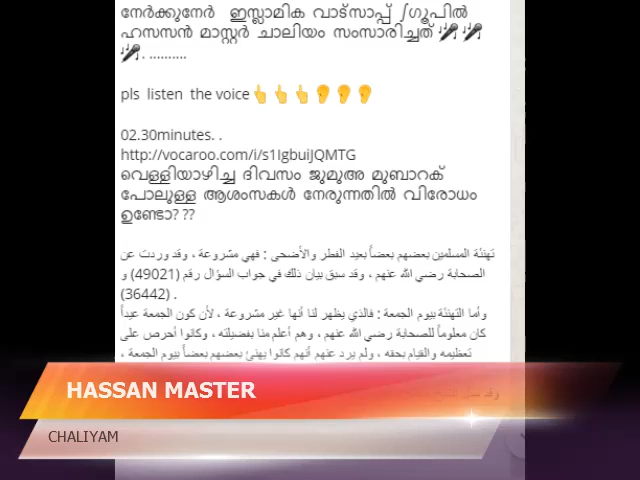 നേർക്കുനേർ ഇസ്ലാമിക വാട്സാപ്പ് ഗ്രൂപിൽ
ഹസസൻ മാസ്റ്റർ ചാലിയം സംസാരിച്ചത് 🎤🎤
🎤. ..........
pls listen the voice👆👆👆👂👂👂
02.30minutes. .
http://vocaroo.com/i/s1IgbuiJQMTG
വെള്ളിയാഴിച്ച ദിവസം ജുമുഅ മുബാറക്
പോലുള്ള ആശംസകൾ നേരുന്നതിൽ വിരോധം
ഉണ്ടോ? ??
تهنئة المسلمين بعضهم بعضاً بعيد الفطر والأضحى : فهي مشروعة ، وقد وردت عن
الصحابة رضي الله عنهم ، وقد سبق بيان ذلك في جواب السؤال رقم (49021) و
(36442) .
وأما التهنئة بيوم الجمعة : فالذي يظهر لنا أنها غير مشروعة ، لأن كون الجمعة عيداً
كان معلوماً للصحابة رضي الله عنهم ، وهم أعلم منا بفضيلته ، وكانوا أحرص على
تعظيمه والقيام بحقه ، ولم يرد عنهم أنهم كانوا يهنئ بعضهم بعضاً بيوم الجمعة ،
HASSAN MASTER
CHALIYAM